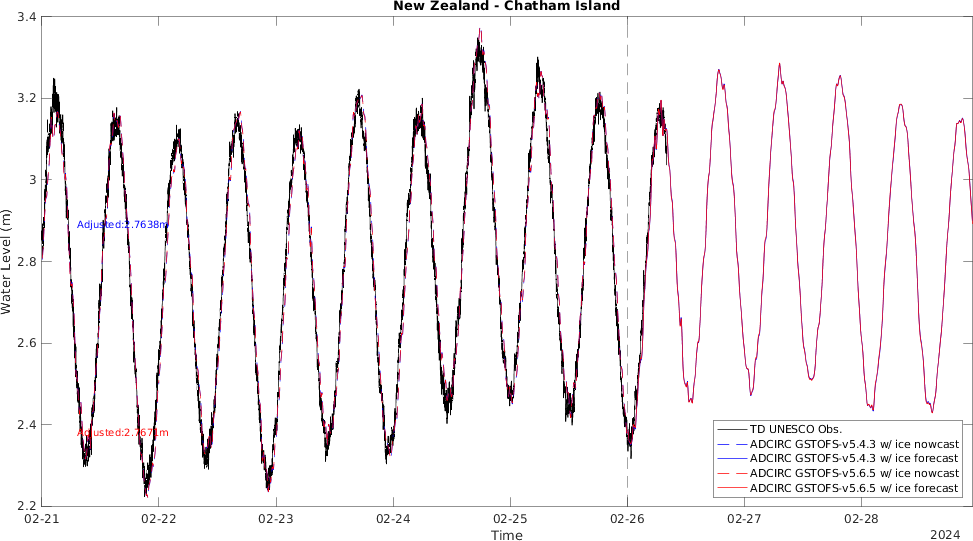 New Zealand - Chatham Island
3.4
3.2
3
2.8
2.6
2.4
2.2
Water Level (m)
Adjusted:2.7638m
Adjusted:2.7671m
TD UNESCO Obs.
ADCIRC GSTOFS-v5.4.3 w/ ice nowcast
ADCIRC GSTOFS-v5.4.3 w/ ice forecast
ADCIRC GSTOFS-v5.6.5 w/ ice nowcast
ADCIRC GSTOFS-v5.6.5 w/ ice forecast
02-21 02-22 02-23 02-24 02-25 02-26 02-27 02-28
Time
2024